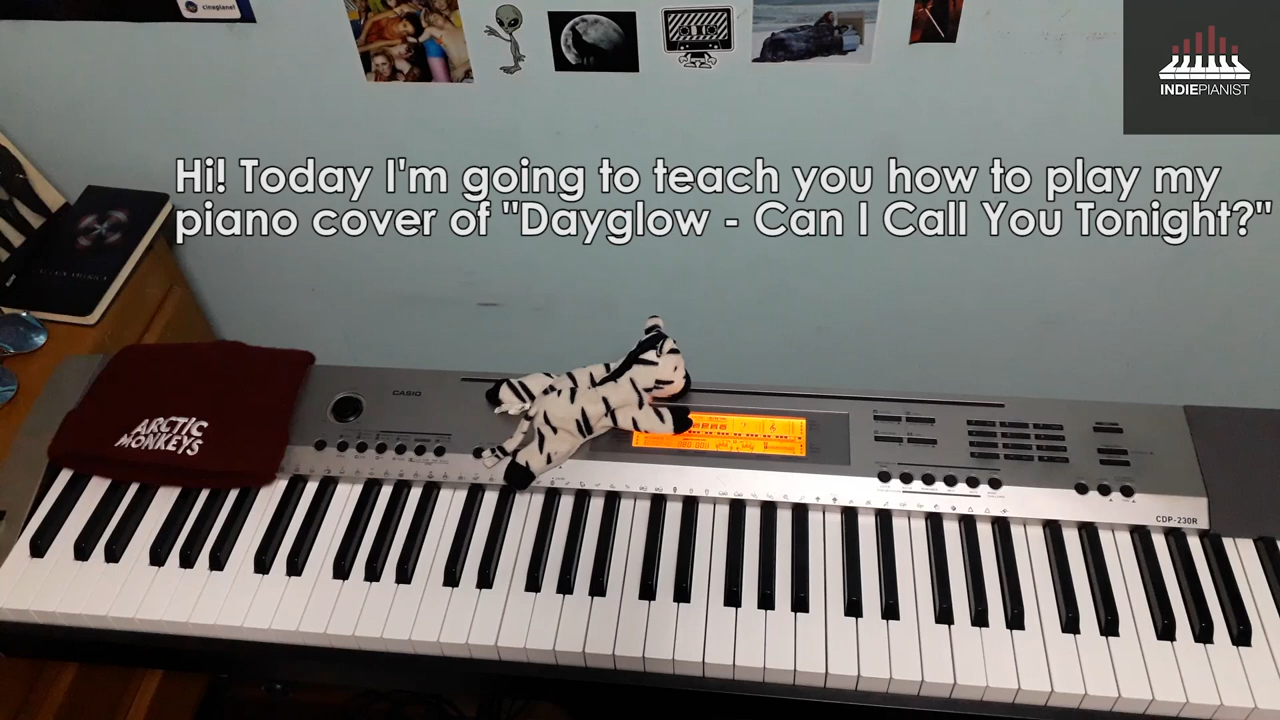 cineplanet
INDIEPIANIST
Hi! Today I'm going to teach you how to play my
piano cover of "Dayglow - Can I Call You Tonight?"
CASIO
ARCTIC
MONKEYS
CDP-230R